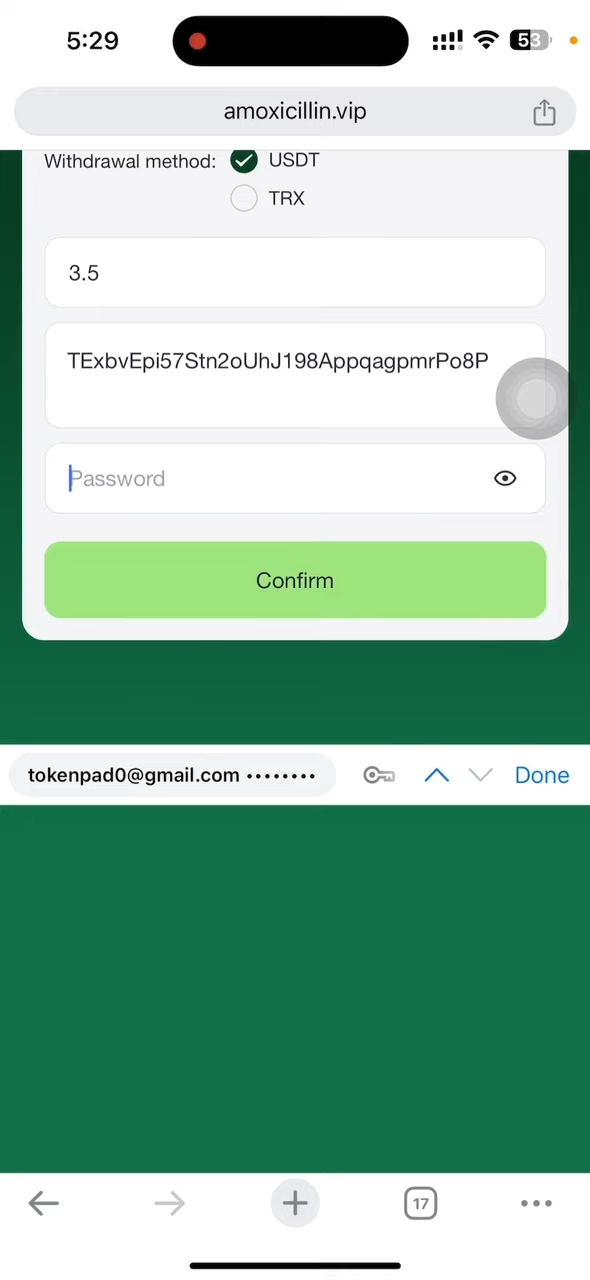 5:29
53
amoxicillin.vip
Withdrawal method:
USDT
TRX
3.5
TExbvEpi57Stn2oUhJ198AppqagpmrPo8P
Password
Confirm
tokenpad0@gmail.com ••••••••
Done
17